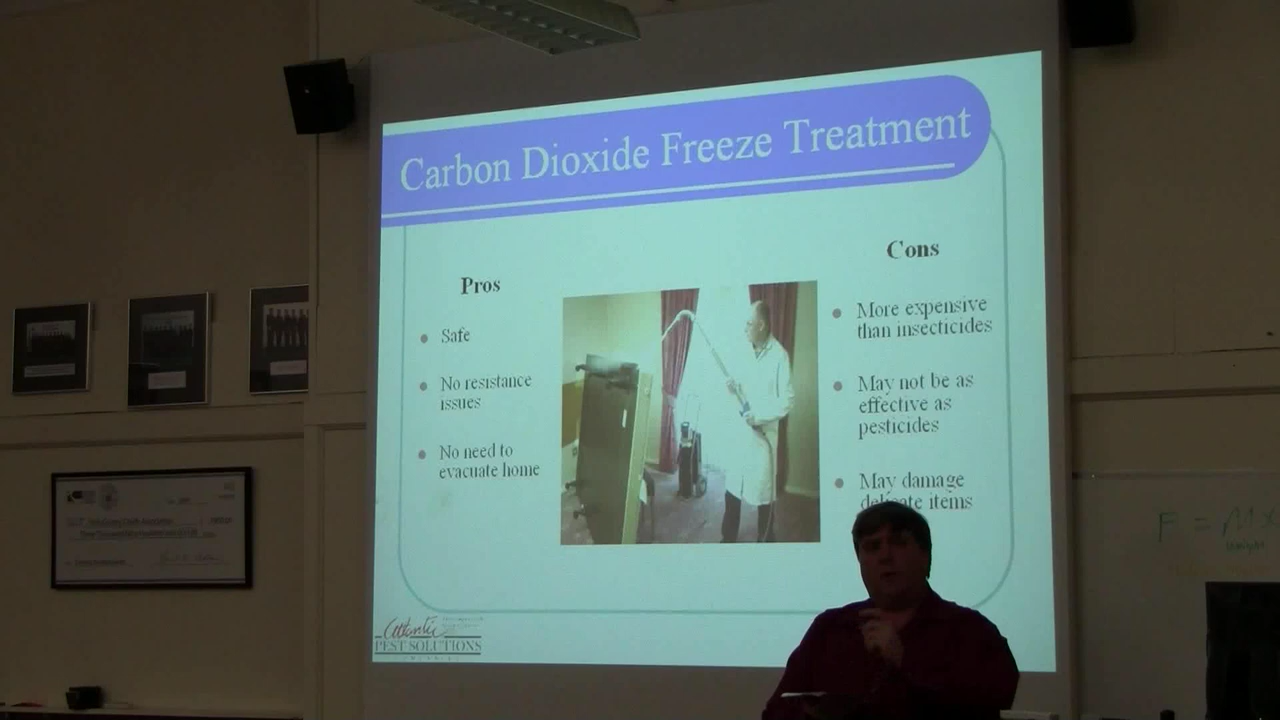 Carbon Dioxide Freeze Treatment
Pros
Safe
No resistance
issues
No need to
evacuate home
Cons
More expensive
than insecticides
May not be as
effective as
pesticides
May damage
delicate items
Atlantic
PEST SOLUTIONS
F = M